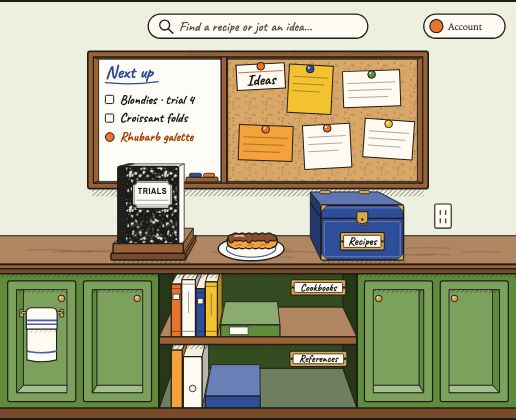 Find a recipe or jot an idea...
Account
Next up
Blondies · trial 4
Croissant folds
Rhubarb galette
Ideas
TRIALS
Recipes
Cookbooks
References